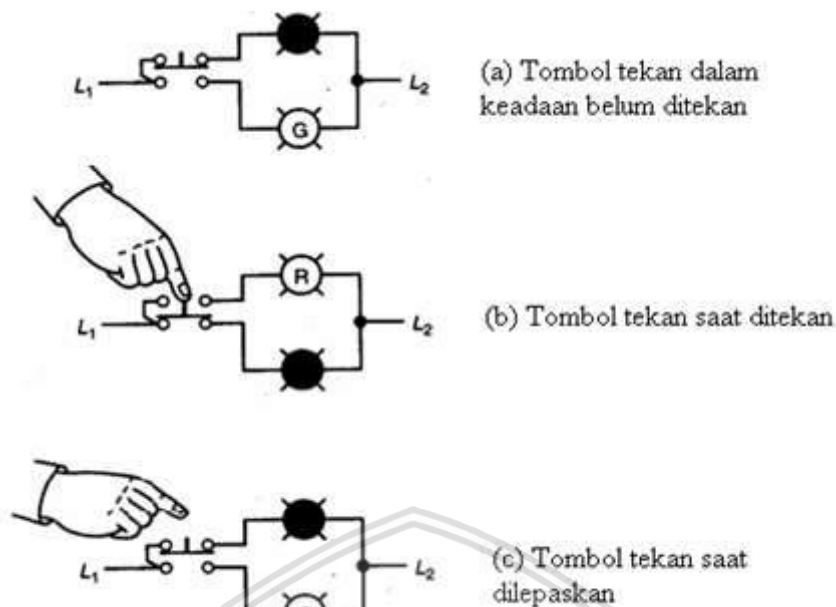 L₁
L₂
G
(a) Tombol tekan dalam
keadaan belum ditekan
R
L₁
L₂
(b) Tombol tekan saat ditekan
L₁
L₂
(c) Tombol tekan saat
dilepaskan